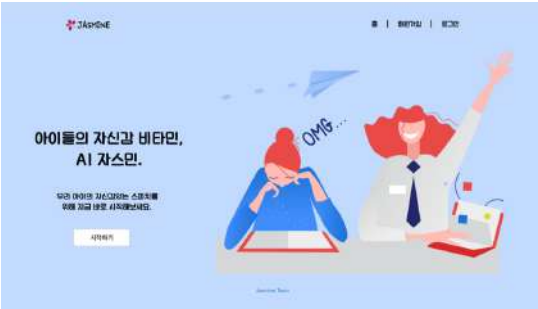 JASMINE
홈 | 회원가입 | 로그인
OMG...
아이들의 자신감 비타민,
AI 자스민.
우리 아이의 자신감있는 스피치를
위해 지금 바로 시작해보세요.
시작하기
Jasmine Team